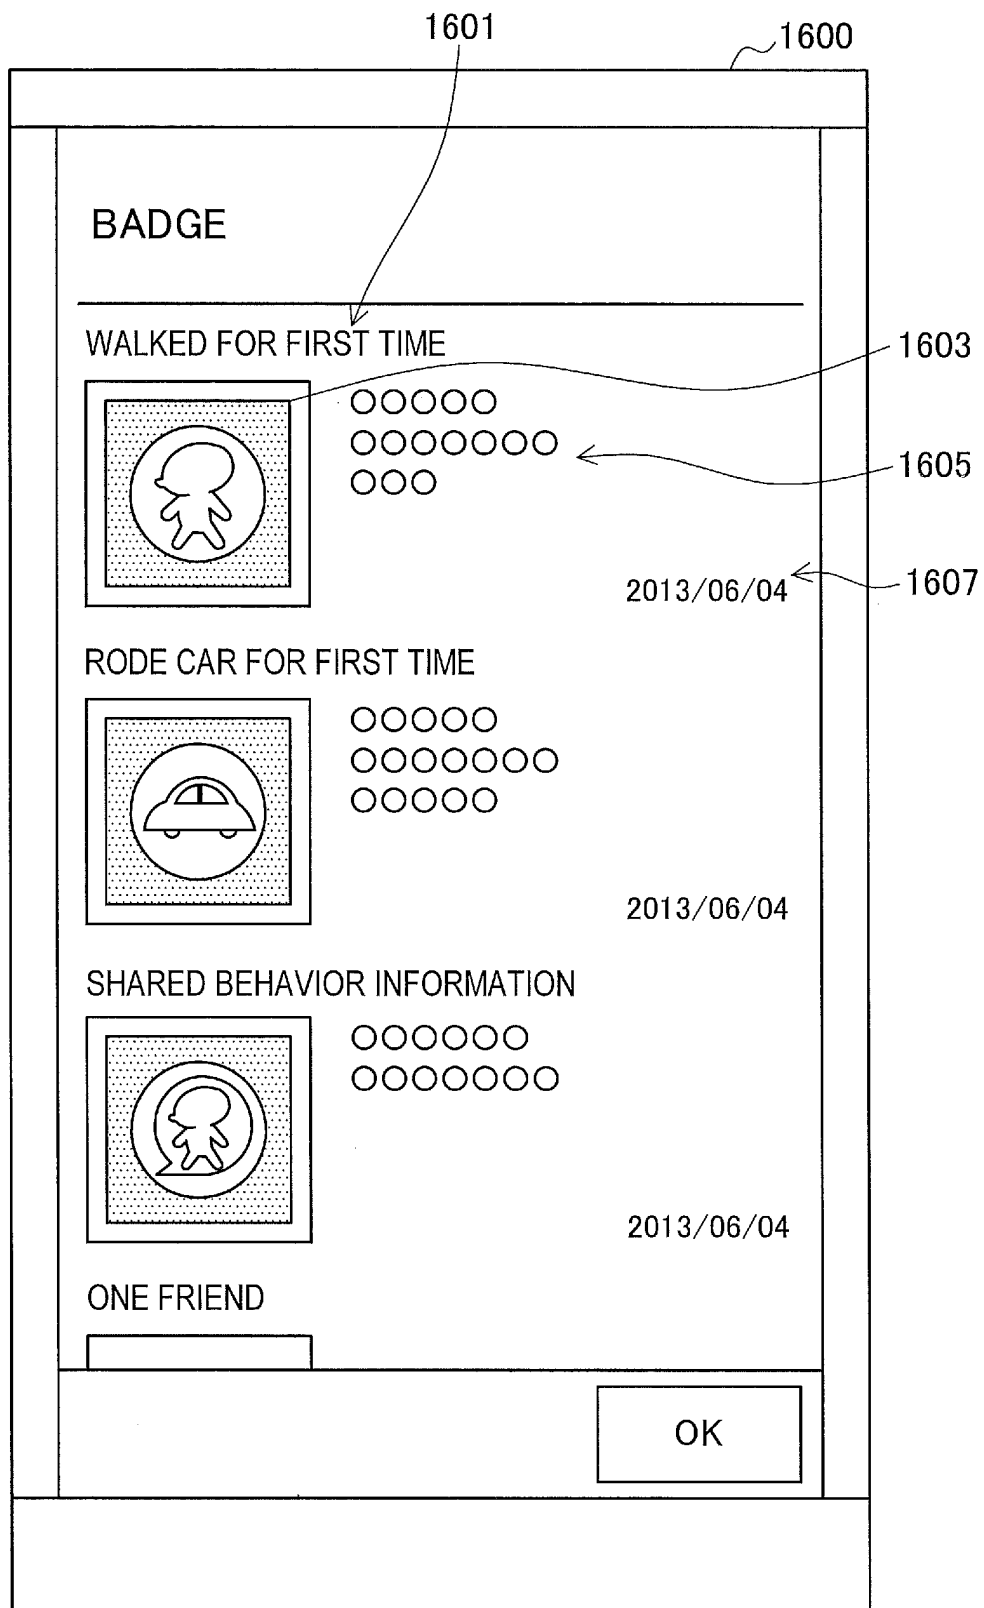 1601
1600
BADGE
WALKED FOR FIRST TIME
1603
○○○○○
○○○○○○○
1605
○○○
2013/06/04
1607
RODE CAR FOR FIRST TIME
○○○○○
○○○○○○○
○○○○○
2013/06/04
SHARED BEHAVIOR INFORMATION
○○○○○○
○○○○○○○
2013/06/04
ONE FRIEND
OK